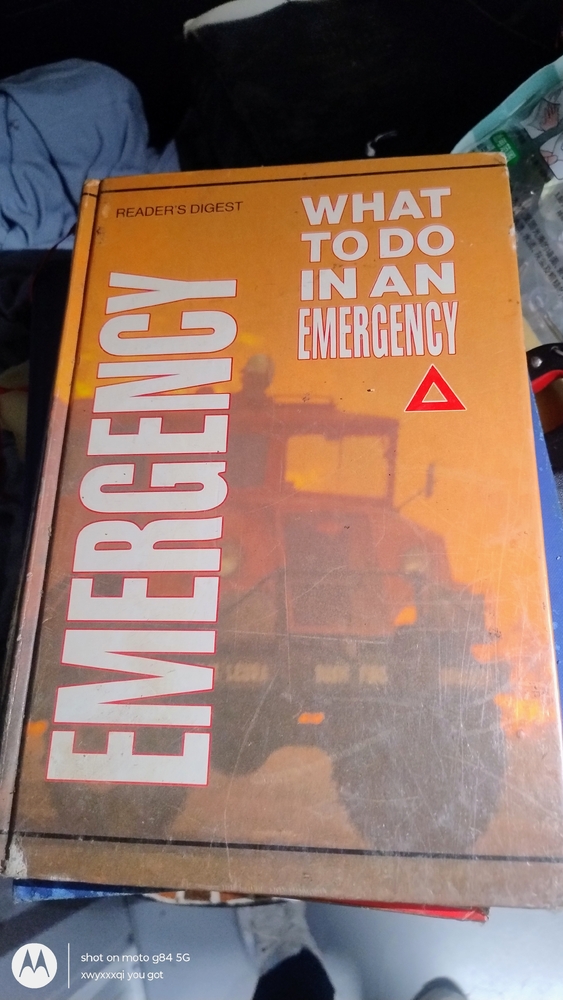 READER'S DIGEST
WHAT
TO DO
IN AN
EMERGENCY
EMERGENCY
shot on moto g84 5G
xwyxxxqi you got